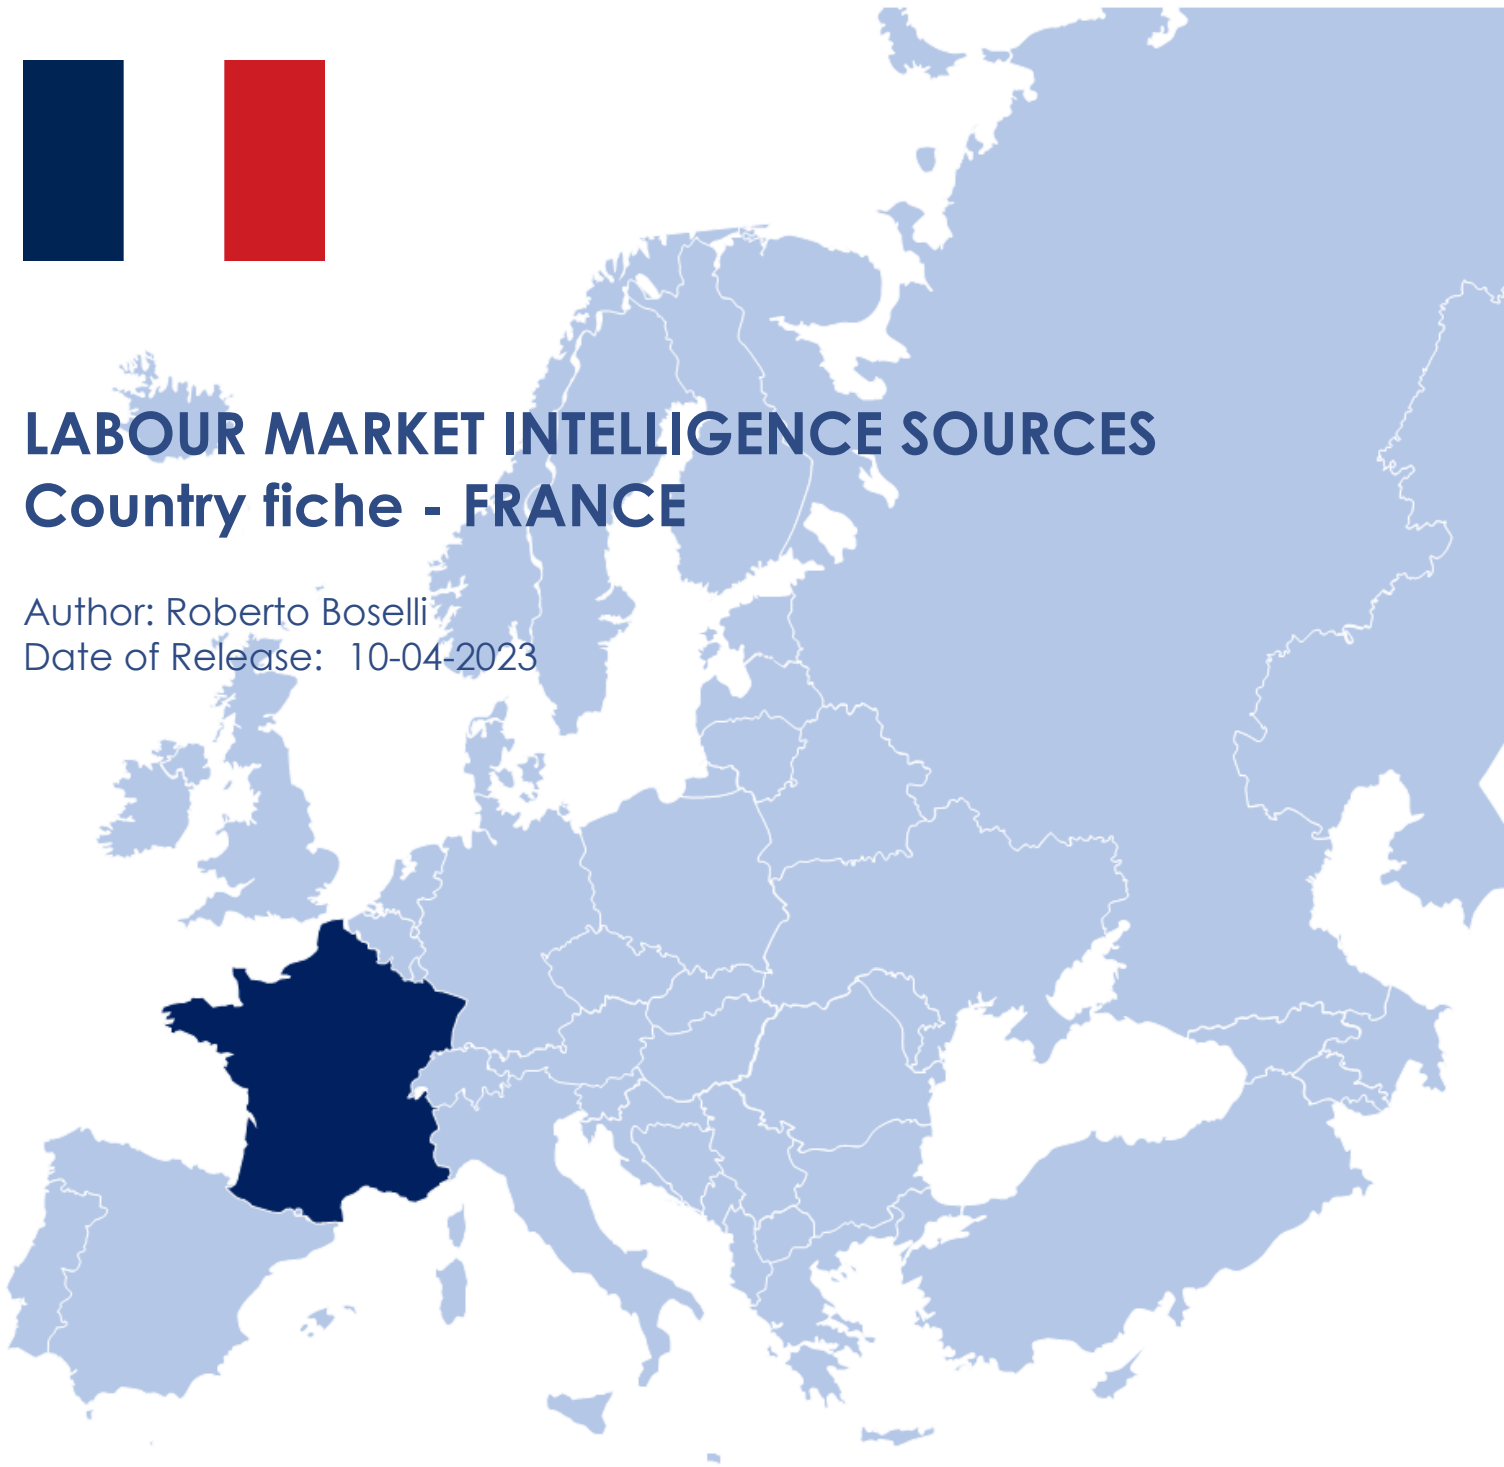 LABOUR MARKET INTELLIGENCE SOURCES
Country fiche - FRANCE
Author: Roberto Boselli
Date of Release: 10-04-2023